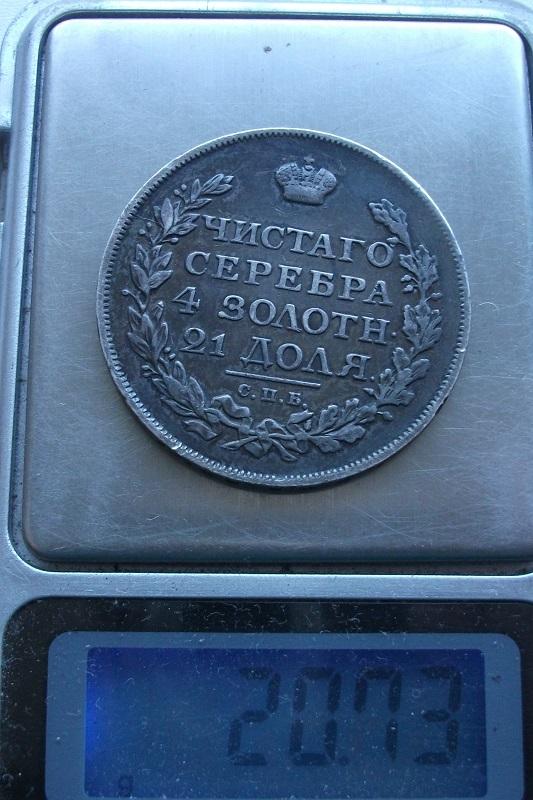 ЧИСТАГО
СЕРЕБРА
4 ЗОЛОТН.
21 ДОЛЯ.
С.П.Б.
20.73
g